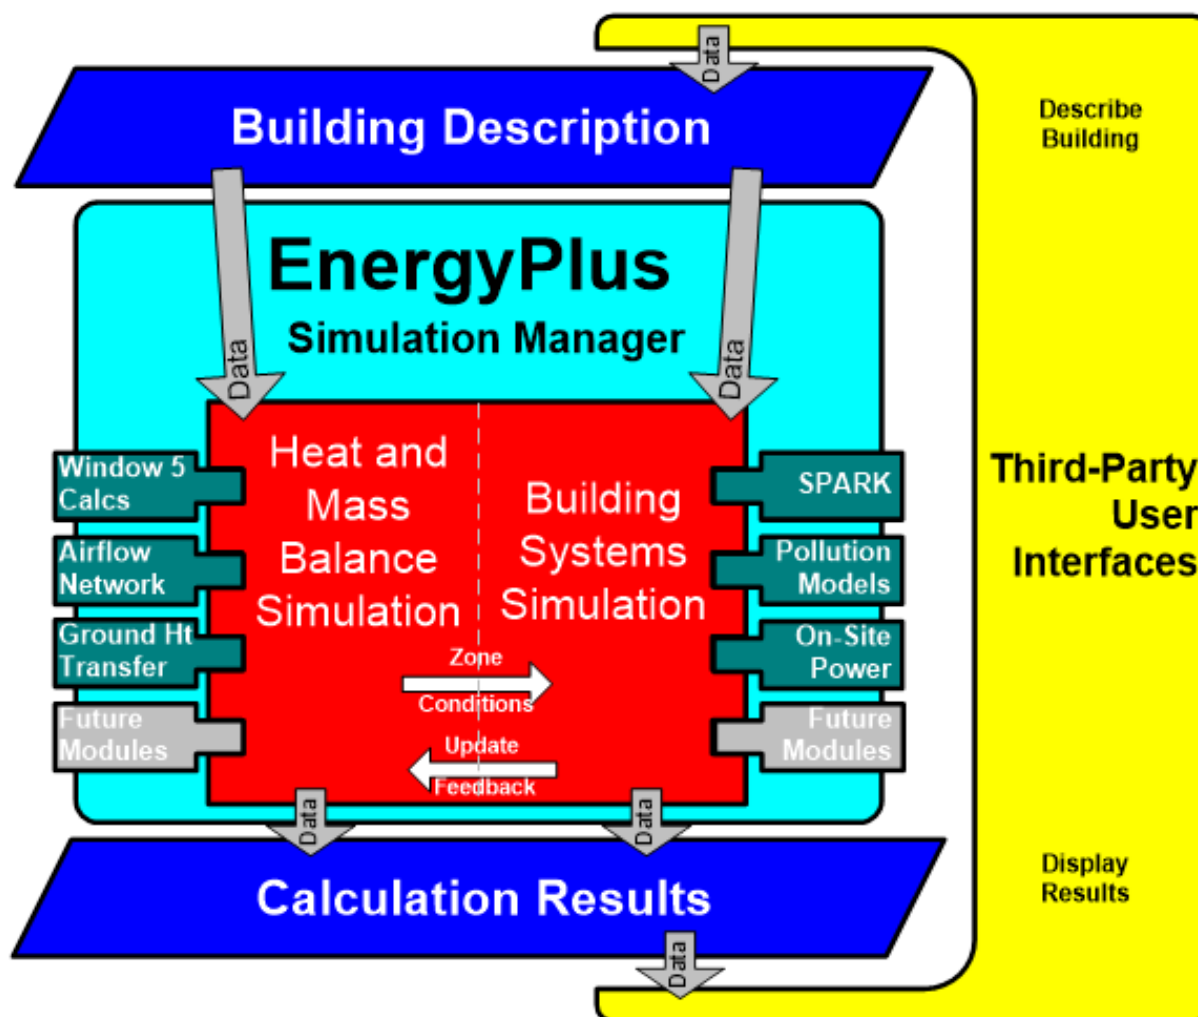 Data
Building Description
Describe
Building
EnergyPlus
Simulation Manager
Data
Data
Window 5
Calcs
Airflow
Network
Ground Ht
Transfer
Future
Modules
Heat and
Mass
Balance
Simulation
Building
Systems
Simulation
Zone
Conditions
Update
Feedback
SPARK
Pollution
Models
On-Site
Power
Future
Modules
Third-Party
User
Interfaces
Data
Data
Calculation Results
Display
Results
Data